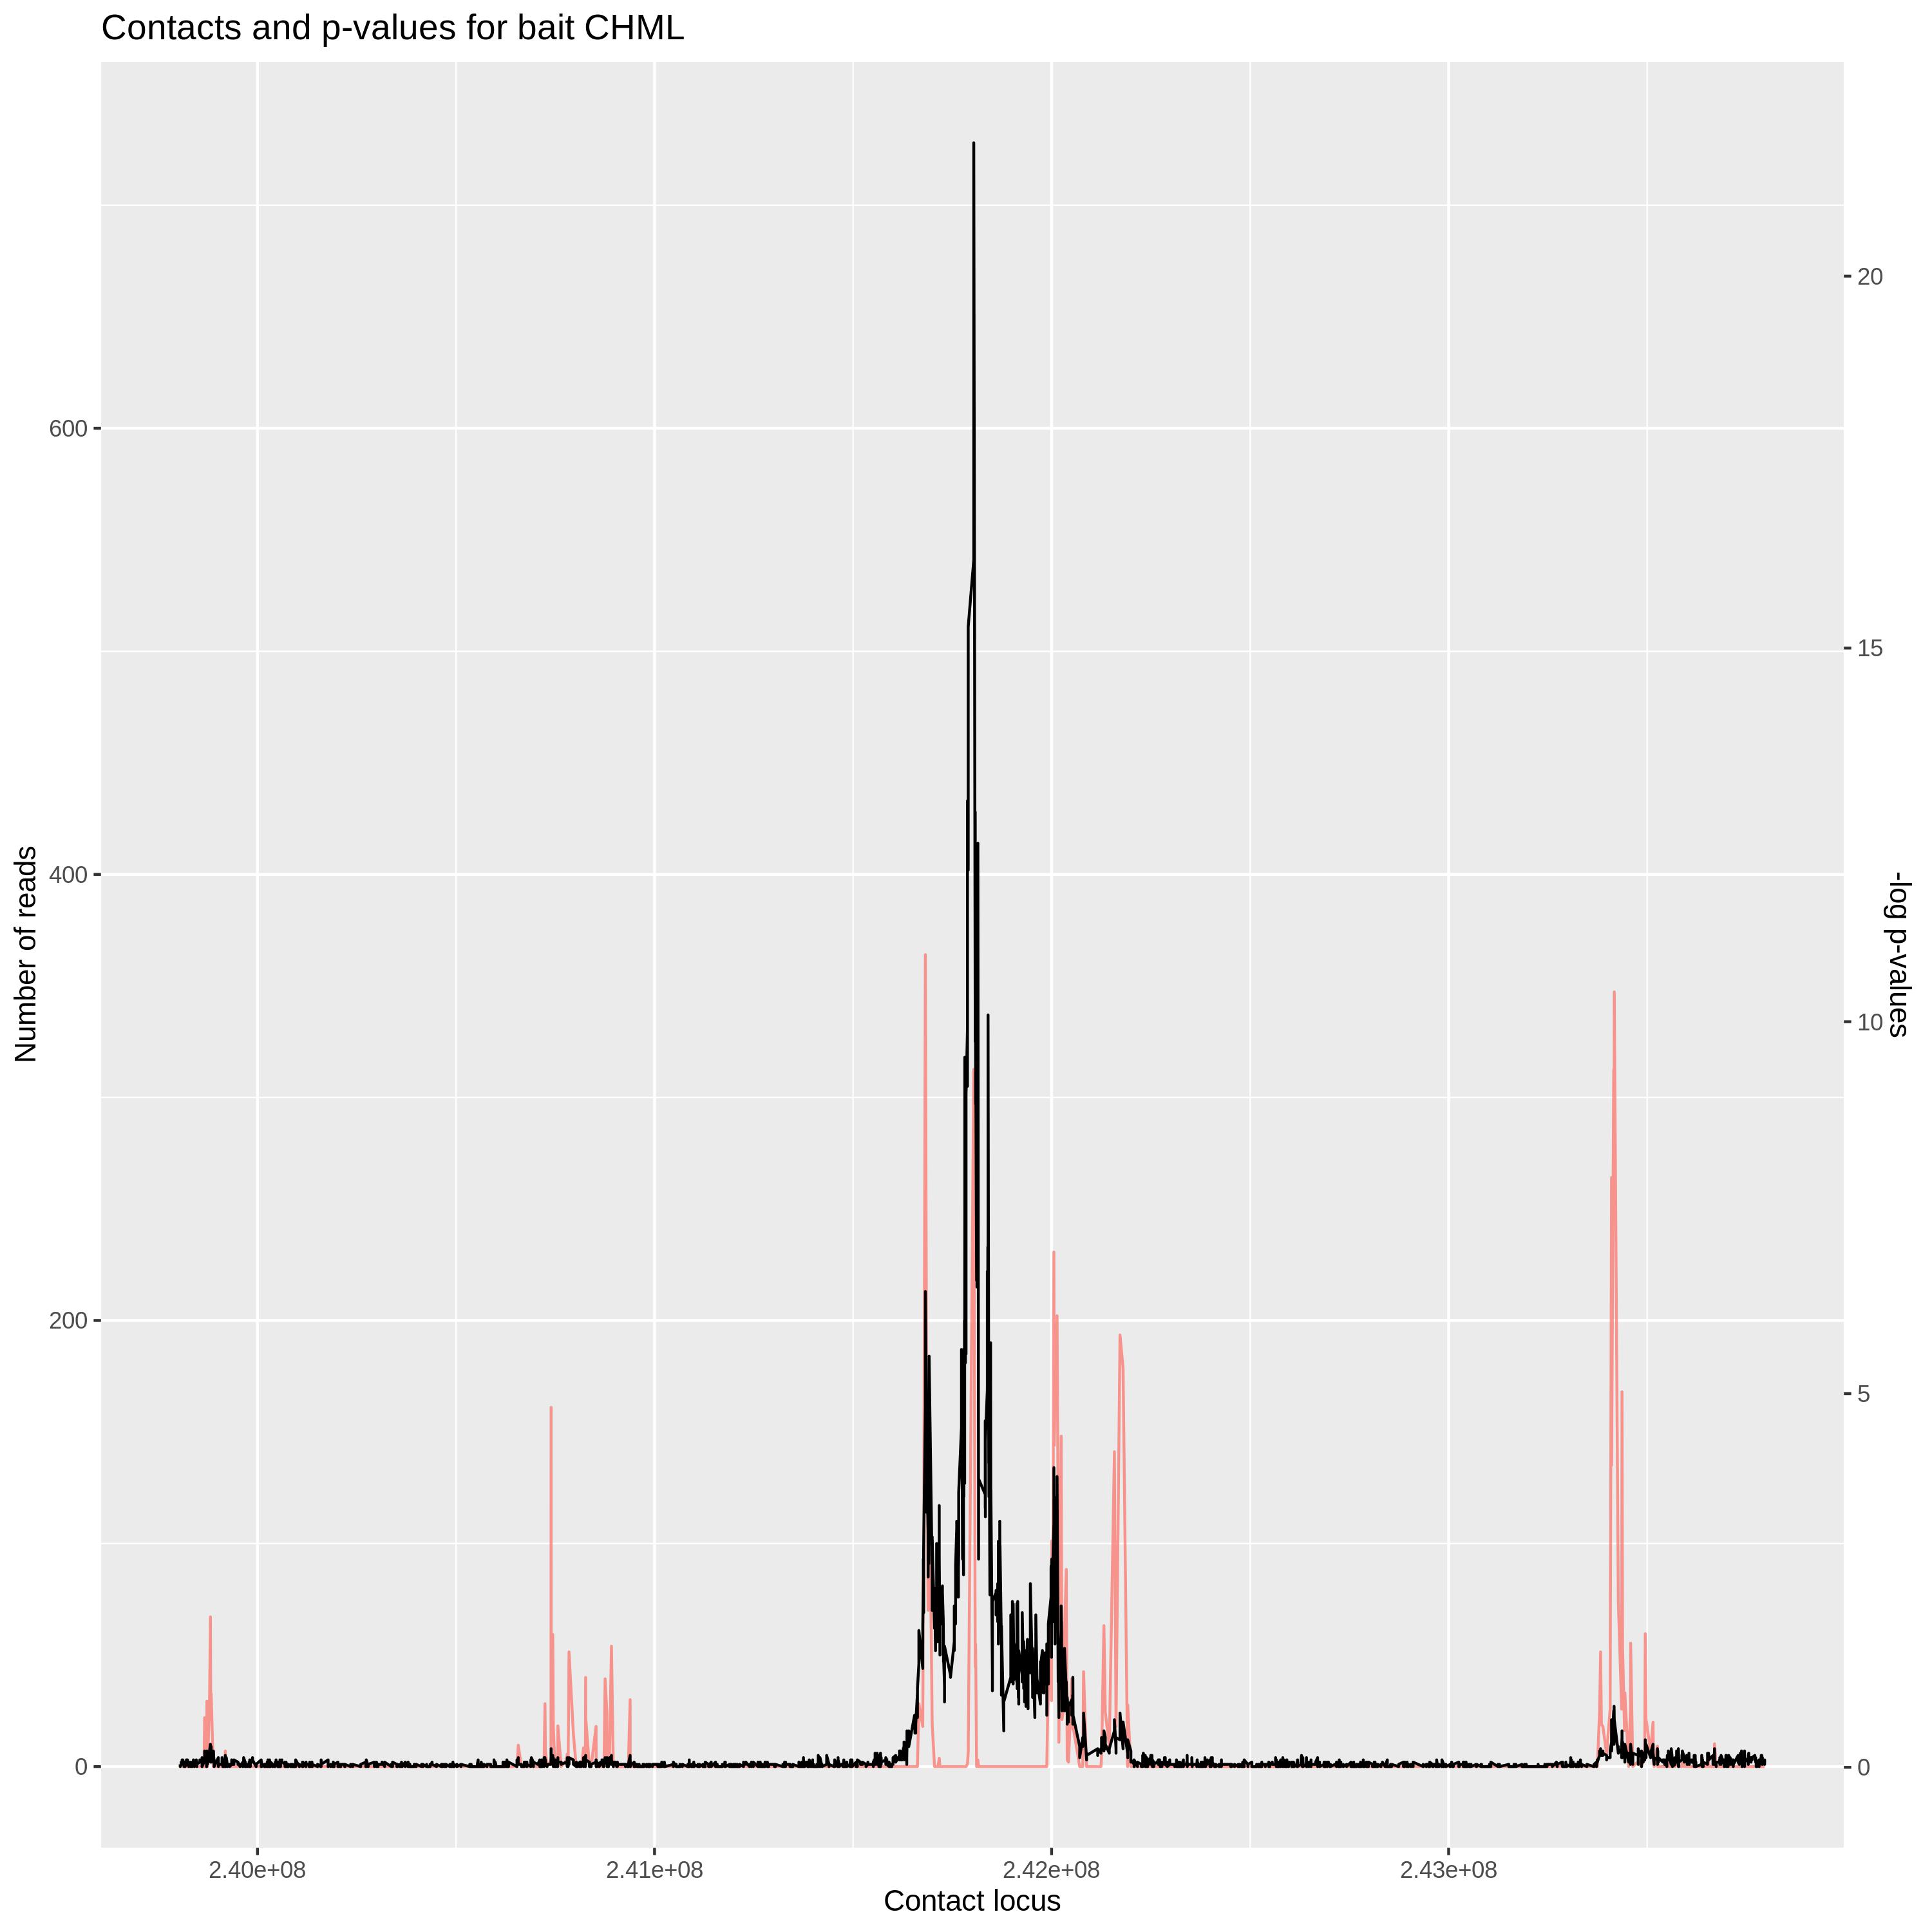 Contacts and p-values for bait CHML
600
400
200
0
20
15
10
5
0
Number of reads
-log p-values
2.40e+08 2.41e+08 2.42e+08 2.43e+08
Contact locus